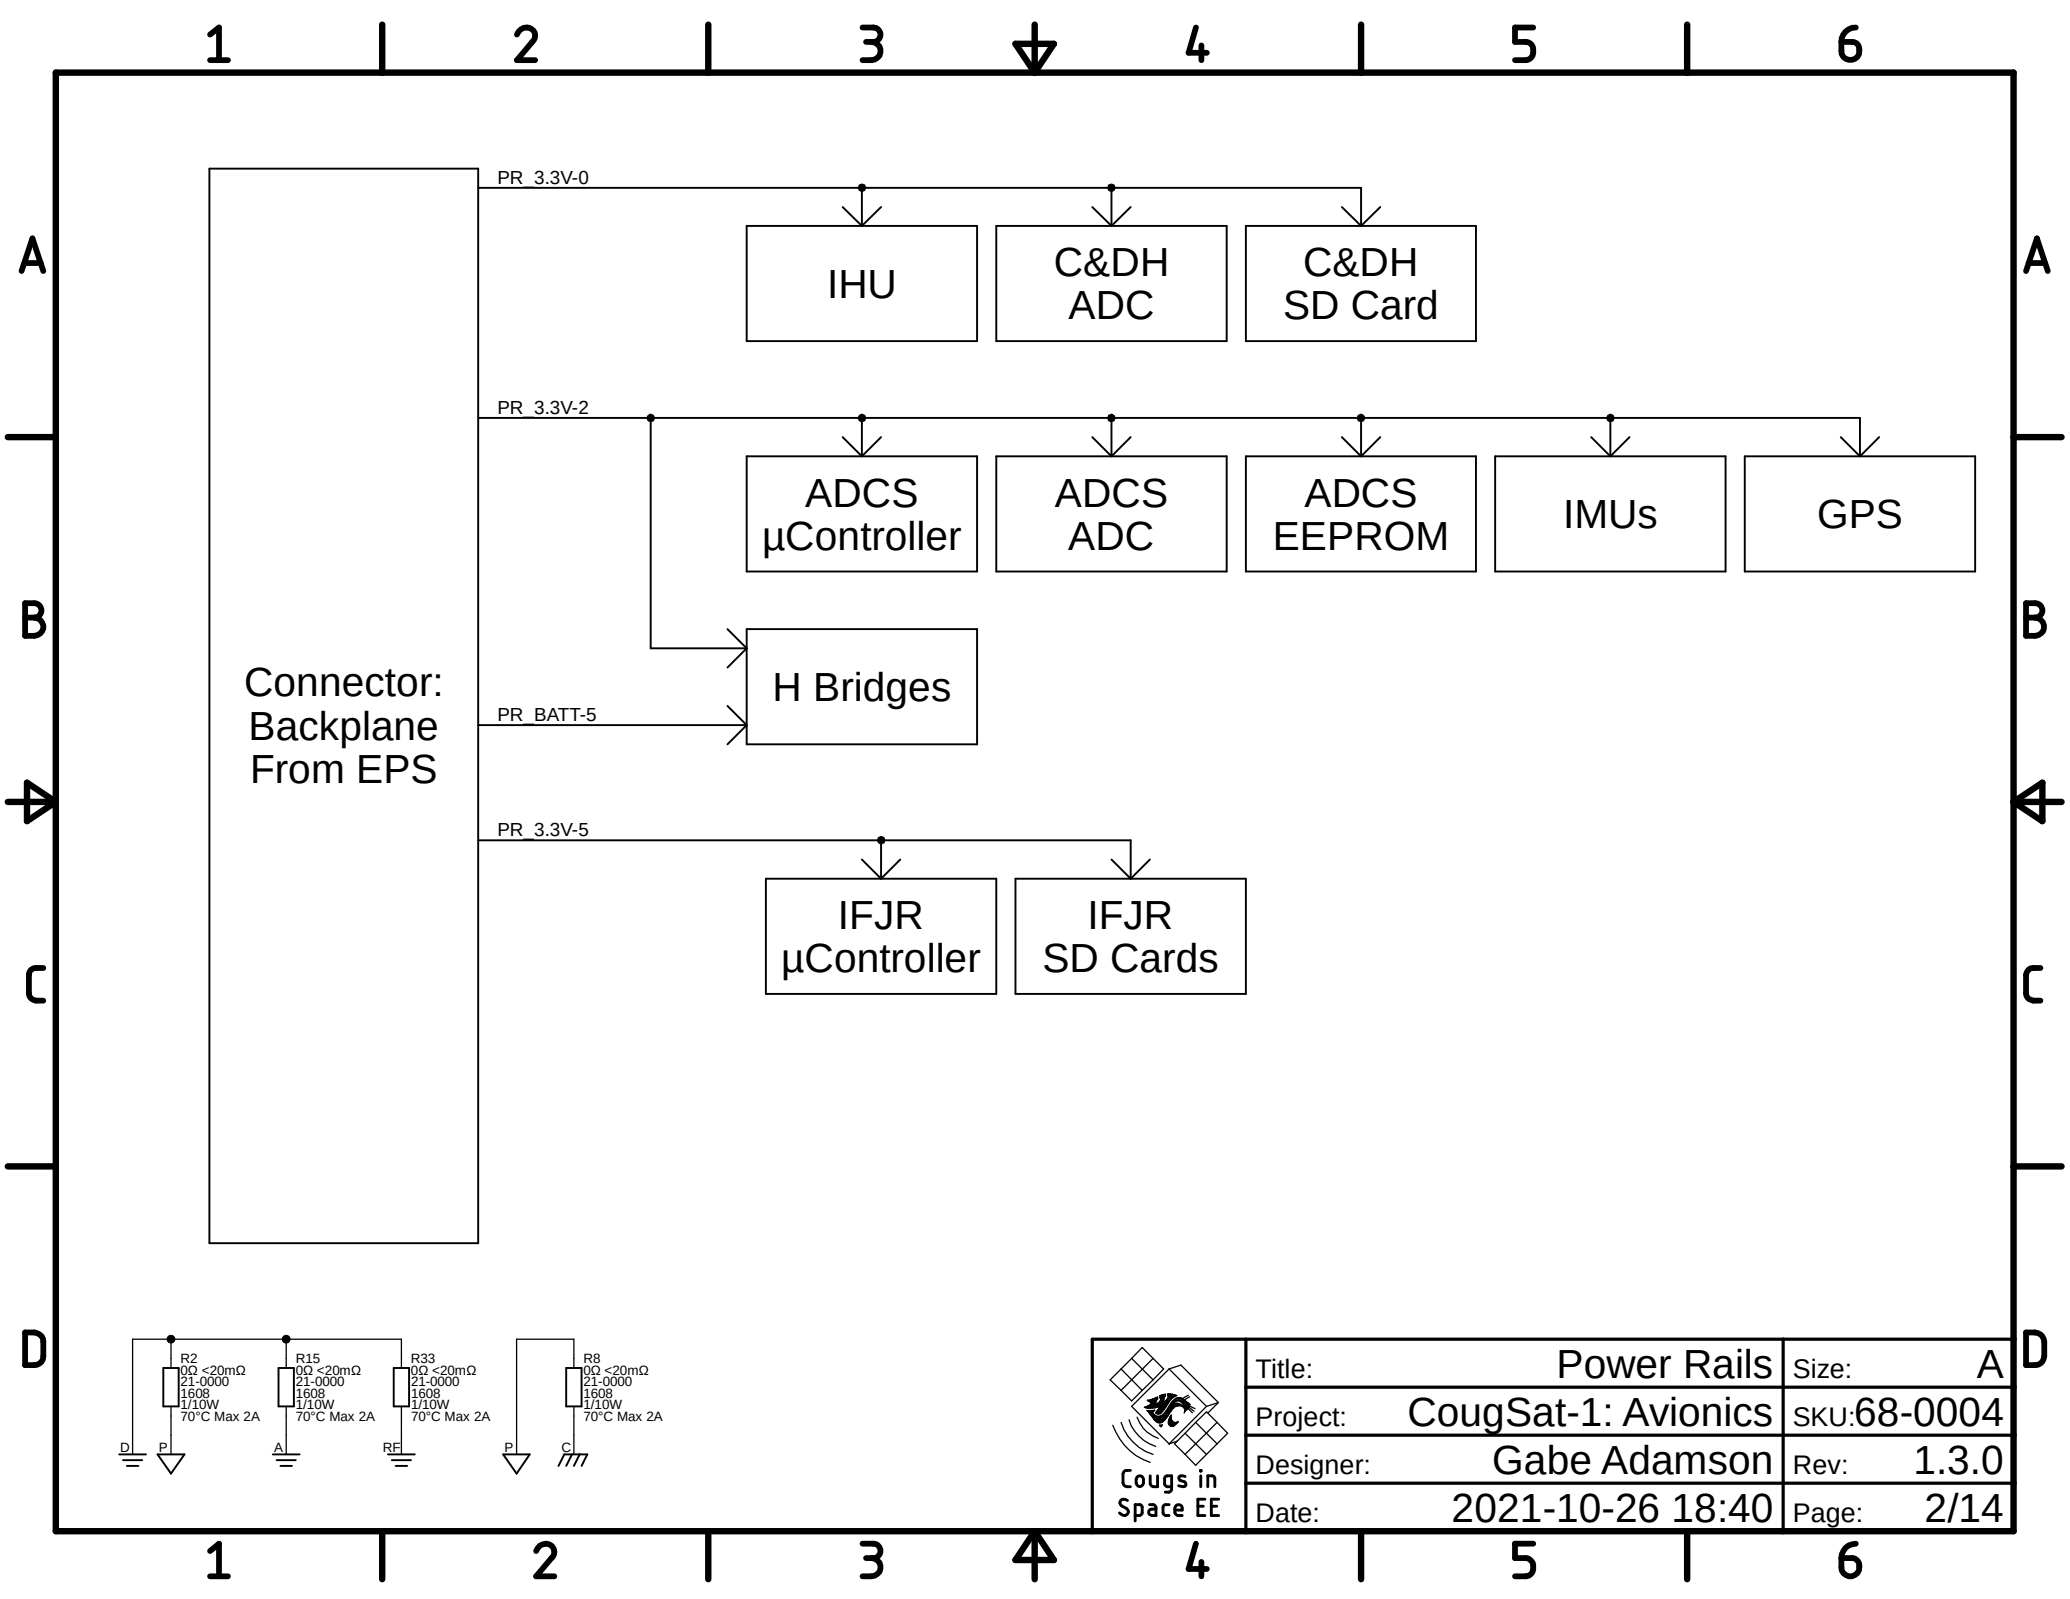 1 2 3 4 5 6
A A
PR_3.3V-0
IHU
C&DH
ADC
C&DH
SD Card
PR_3.3V-2
ADCS
µController
ADCS
ADC
ADCS
EEPROM
IMUs
GPS
B B
H Bridges
Connector:
Backplane
From EPS
PR_BATT-5
PR_3.3V-5
IFJR
µController
IFJR
SD Cards
C C
D D
R2
0Ω <20mΩ
21-0000
1608
1/10W
70°C Max 2A
R15
0Ω <20mΩ
21-0000
1608
1/10W
70°C Max 2A
R33
0Ω <20mΩ
21-0000
1608
1/10W
70°C Max 2A
R8
0Ω <20mΩ
21-0000
1608
1/10W
70°C Max 2A
D P A RF P C
Cougs in
Space EE
Title: Power Rails Size: A
Project: CougSat-1: Avionics SKU: 68-0004
Designer: Gabe Adamson Rev: 1.3.0
Date: 2021-10-26 18:40 Page: 2/14
1 2 3 4 5 6